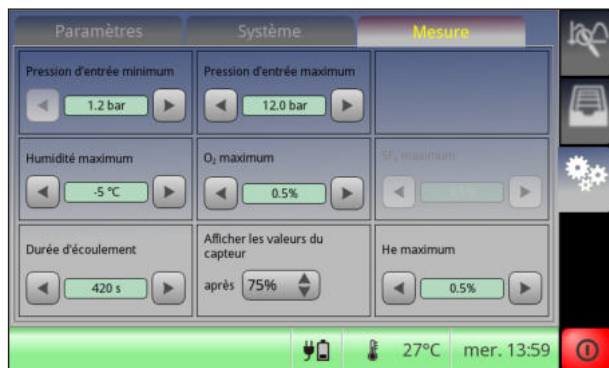 Paramètres
Système
Mesure
Pression d'entrée minimum
1.2 bar
Pression d'entrée maximum
12.0 bar
Humidité maximum
-5 °C
O₂ maximum
0.5%
SF₆ maximum
Durée d'écoulement
420 s
Afficher les valeurs du
capteur
après 75%
He maximum
0.5%
27°C
mer. 13:59